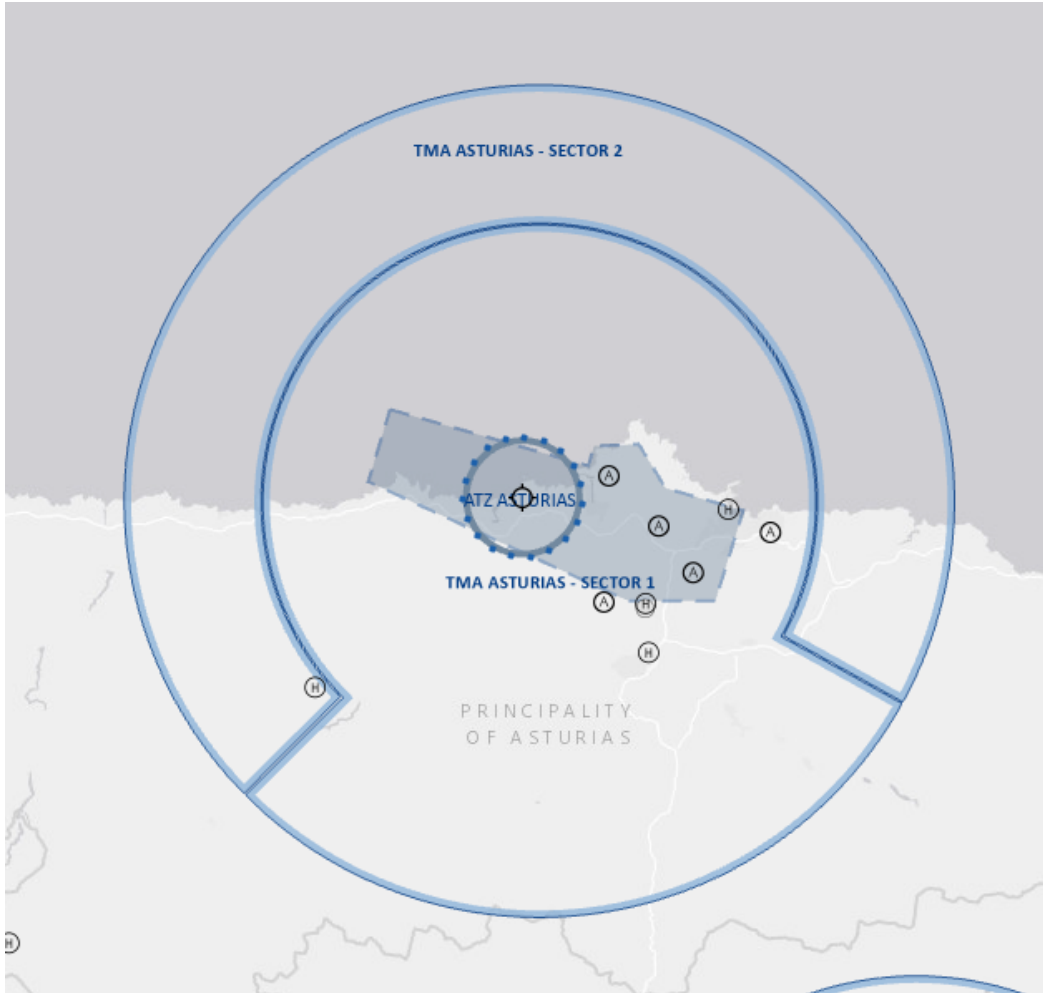 TMA ASTURIAS - SECTOR 2
A
ATZ ASTURIAS
H
A
A
A
TMA ASTURIAS - SECTOR 1
A
H
H
H
PRINCIPALITY
OF ASTURIAS
H